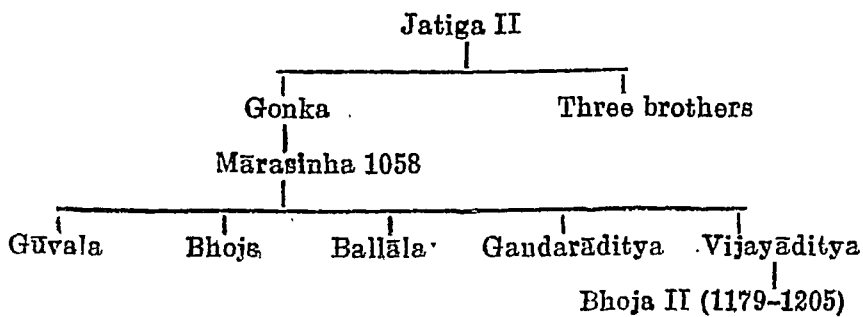 Jatiga II
Gonka Three brothers
Mārasinha 1058
Gūvala Bhoja Ballāla Gandarāditya Vijayāditya
Bhoja II (1179-1205)